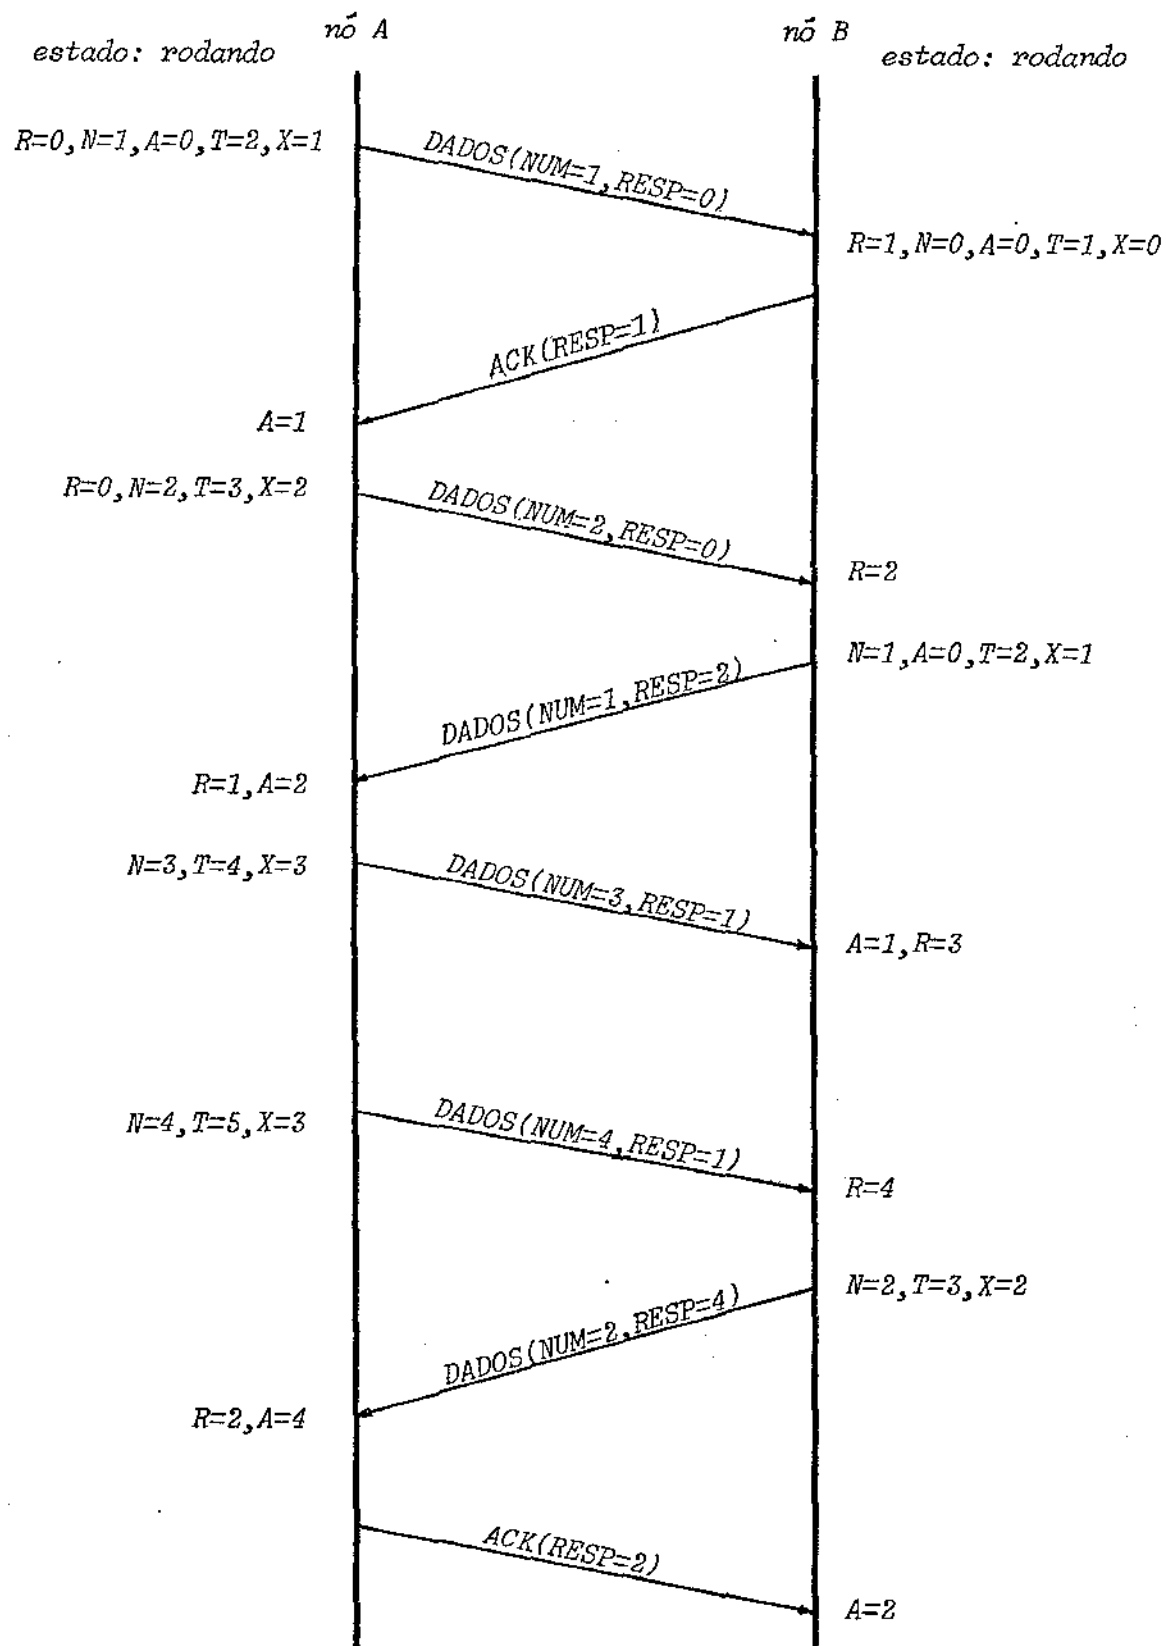 nó A
nó B
estado: rodando
estado: rodando
R=0,N=1,A=0,T=2,X=1
DADOS(NUM=1,RESP=0)
R=1,N=0,A=0,T=1,X=0
ACK(RESP=1)
A=1
R=0,N=2,T=3,X=2
DADOS(NUM=2,RESP=0)
R=2
N=1,A=0,T=2,X=1
DADOS(NUM=1,RESP=2)
R=1,A=2
N=3,T=4,X=3
DADOS(NUM=3,RESP=1)
A=1,R=3
N=4,T=5,X=3
DADOS(NUM=4,RESP=1)
R=4
N=2,T=3,X=2
DADOS(NUM=2,RESP=4)
R=2,A=4
ACK(RESP=2)
A=2